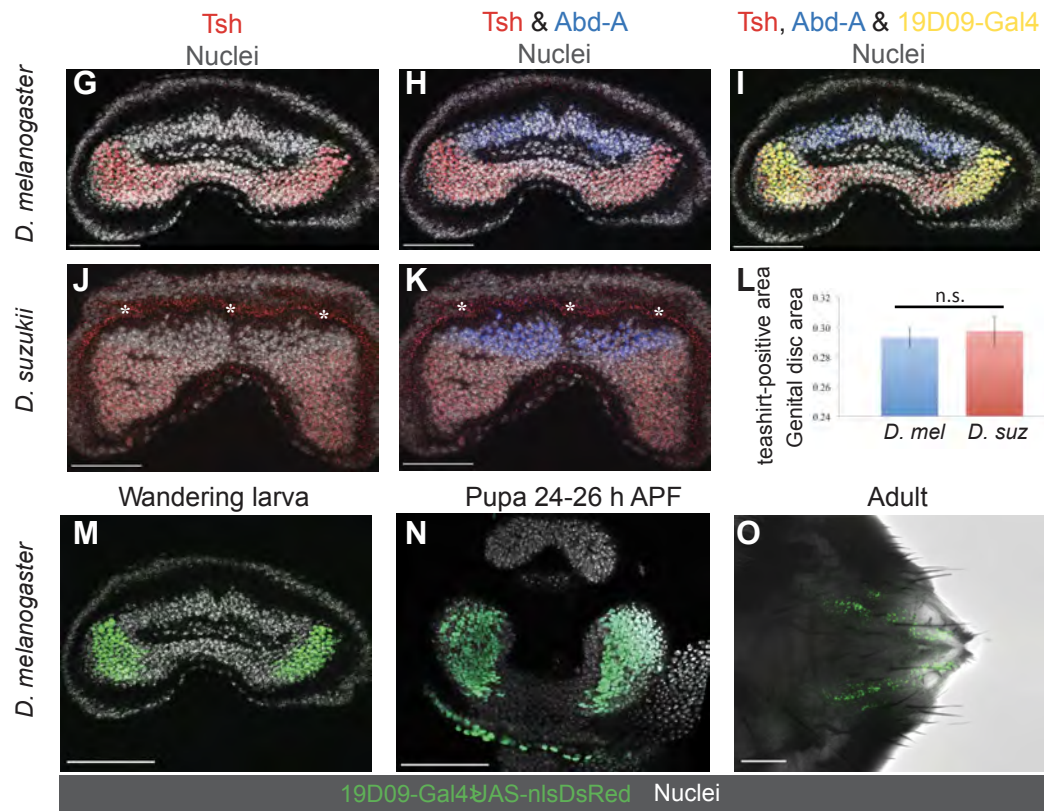 Tsh
Nuclei
Tsh & Abd-A
Nuclei
Tsh, Abd-A & 19D09-Gal4
Nuclei
D. melanogaster
G
H
I
D. suzukii
J
*
*
*
K
*
*
*
L
n.s.
teashirt-positive area
Genital disc area
0.32
0.30
0.28
0.26
0.24
D. mel
D. suz
Wandering larva
Pupa 24-26 h APF
Adult
D. melanogaster
M
N
O
19D09-Gal4 UAS-nlsDsRed Nuclei